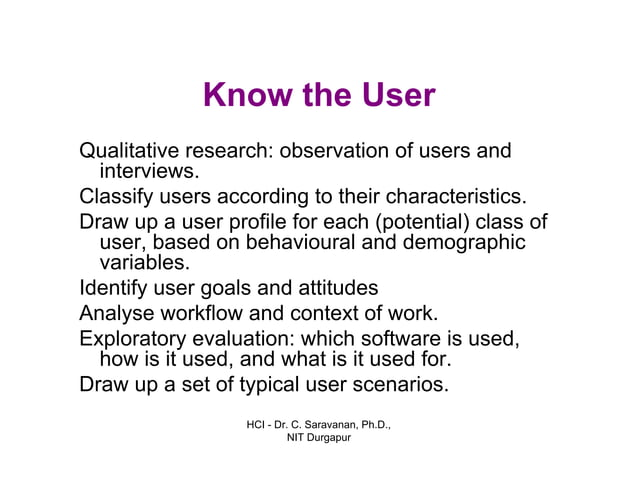 Know the User
Qualitative research: observation of users and
interviews.
Classify users according to their characteristics.
Draw up a user profile for each (potential) class of
user, based on behavioural and demographic
variables.
Identify user goals and attitudes
Analyse workflow and context of work.
Exploratory evaluation: which software is used,
how is it used, and what is it used for.
Draw up a set of typical user scenarios.
HCI - Dr. C. Saravanan, Ph.D.,
NIT Durgapur